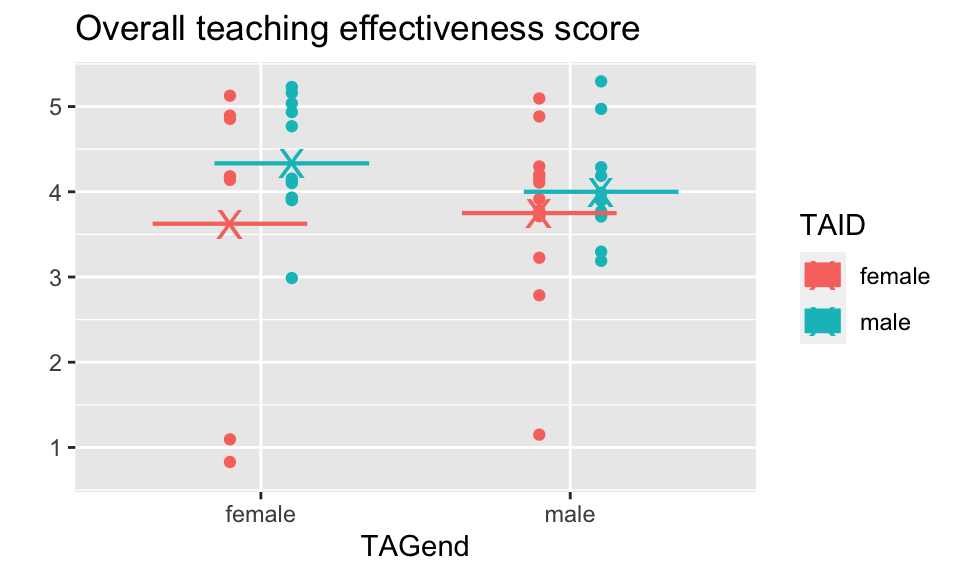 Overall teaching effectiveness score
5
4
3
2
1
female
male
TAGend
TAID
female
male